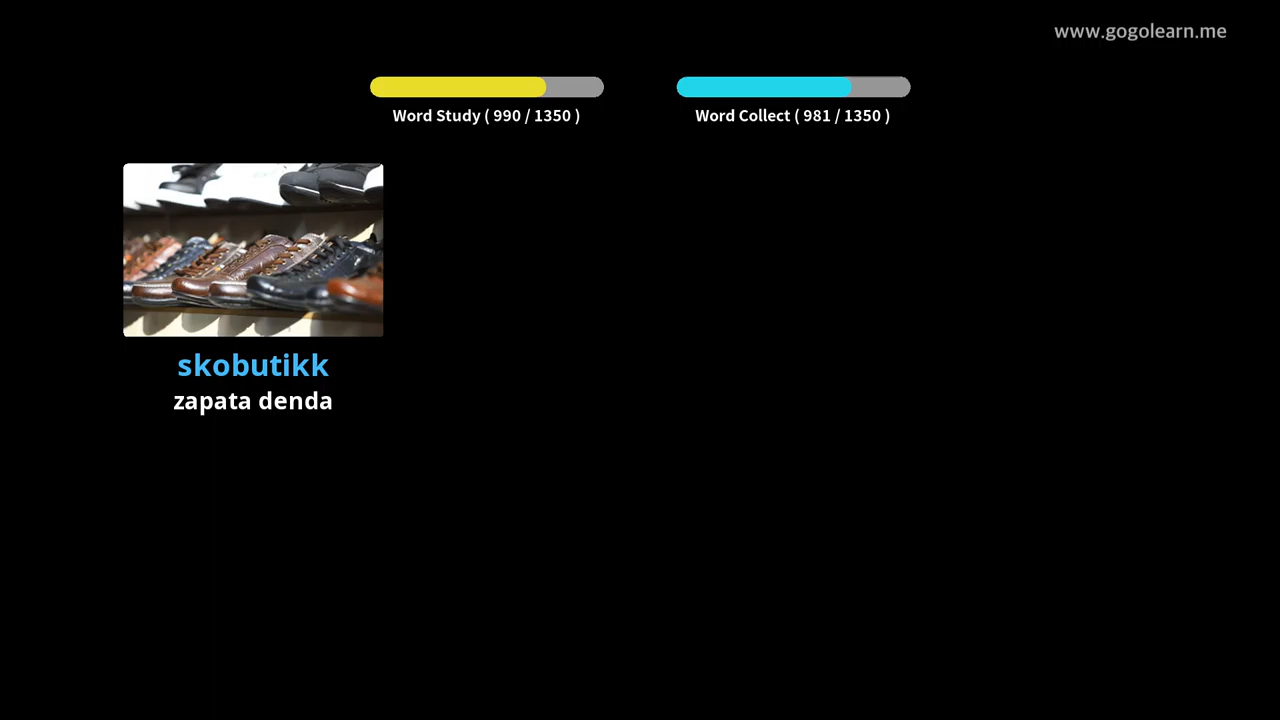 www.gogolearn.me
Word Study ( 990 / 1350 )
Word Collect ( 981 / 1350 )
skobutikk
zapata denda